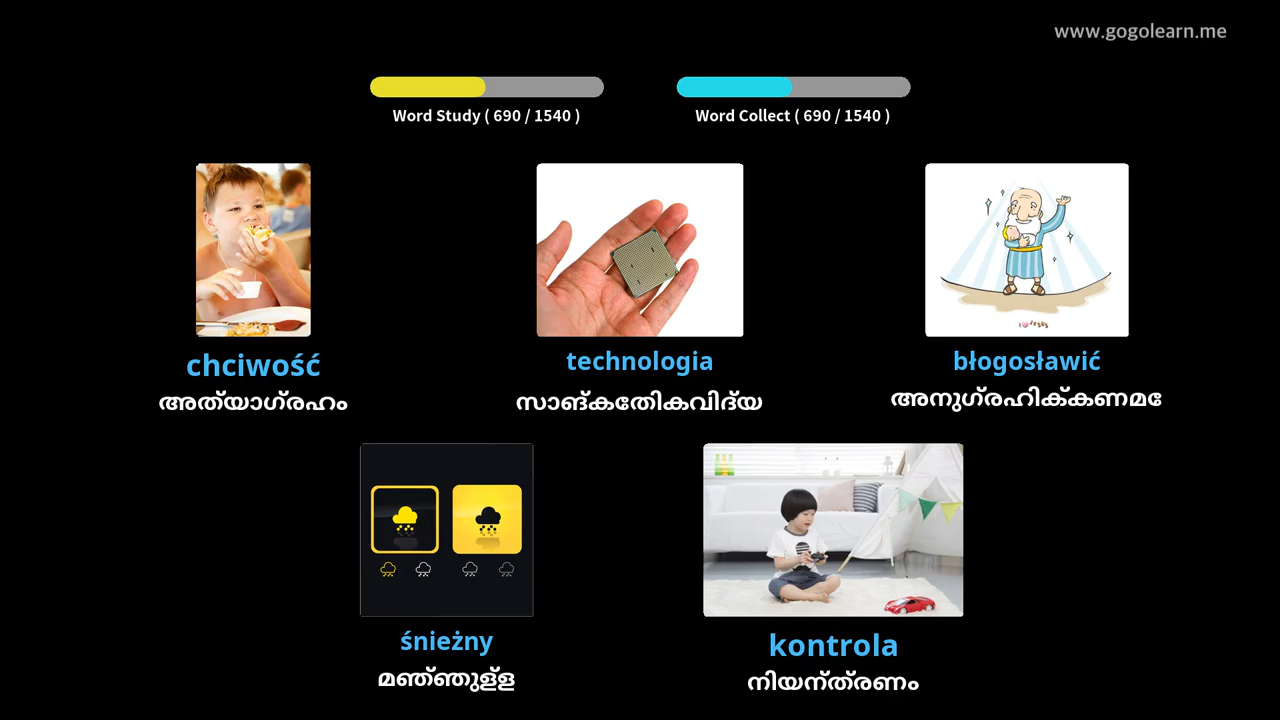 www.gogolearn.me
Word Study ( 690 / 1540 )
Word Collect ( 690 / 1540 )
chciwość
technologia
błogosławić
അത്യാഗ്രഹം
സാങ്കേതികവിദ്യ
അനുഗ്രഹിക്കണമേ
I ❤ JESUS
śnieżny
kontrola
മഞ്ഞുള്ള
നിയന്ത്രണം